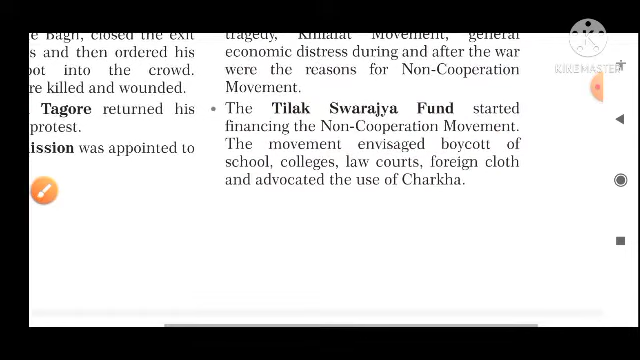 e Bagh, closed the exit
s and then ordered his
oot into the crowd.
re killed and wounded.
Tagore returned his
protest.
ission was appointed to
tragedy, Khilafat Movement, general
economic distress during and after the war
were the reasons for Non-Cooperation
Movement.
• The Tilak Swarajya Fund started
financing the Non-Cooperation Movement.
The movement envisaged boycott of
school, colleges, law courts, foreign cloth
and advocated the use of Charkha.
KINEMASTER